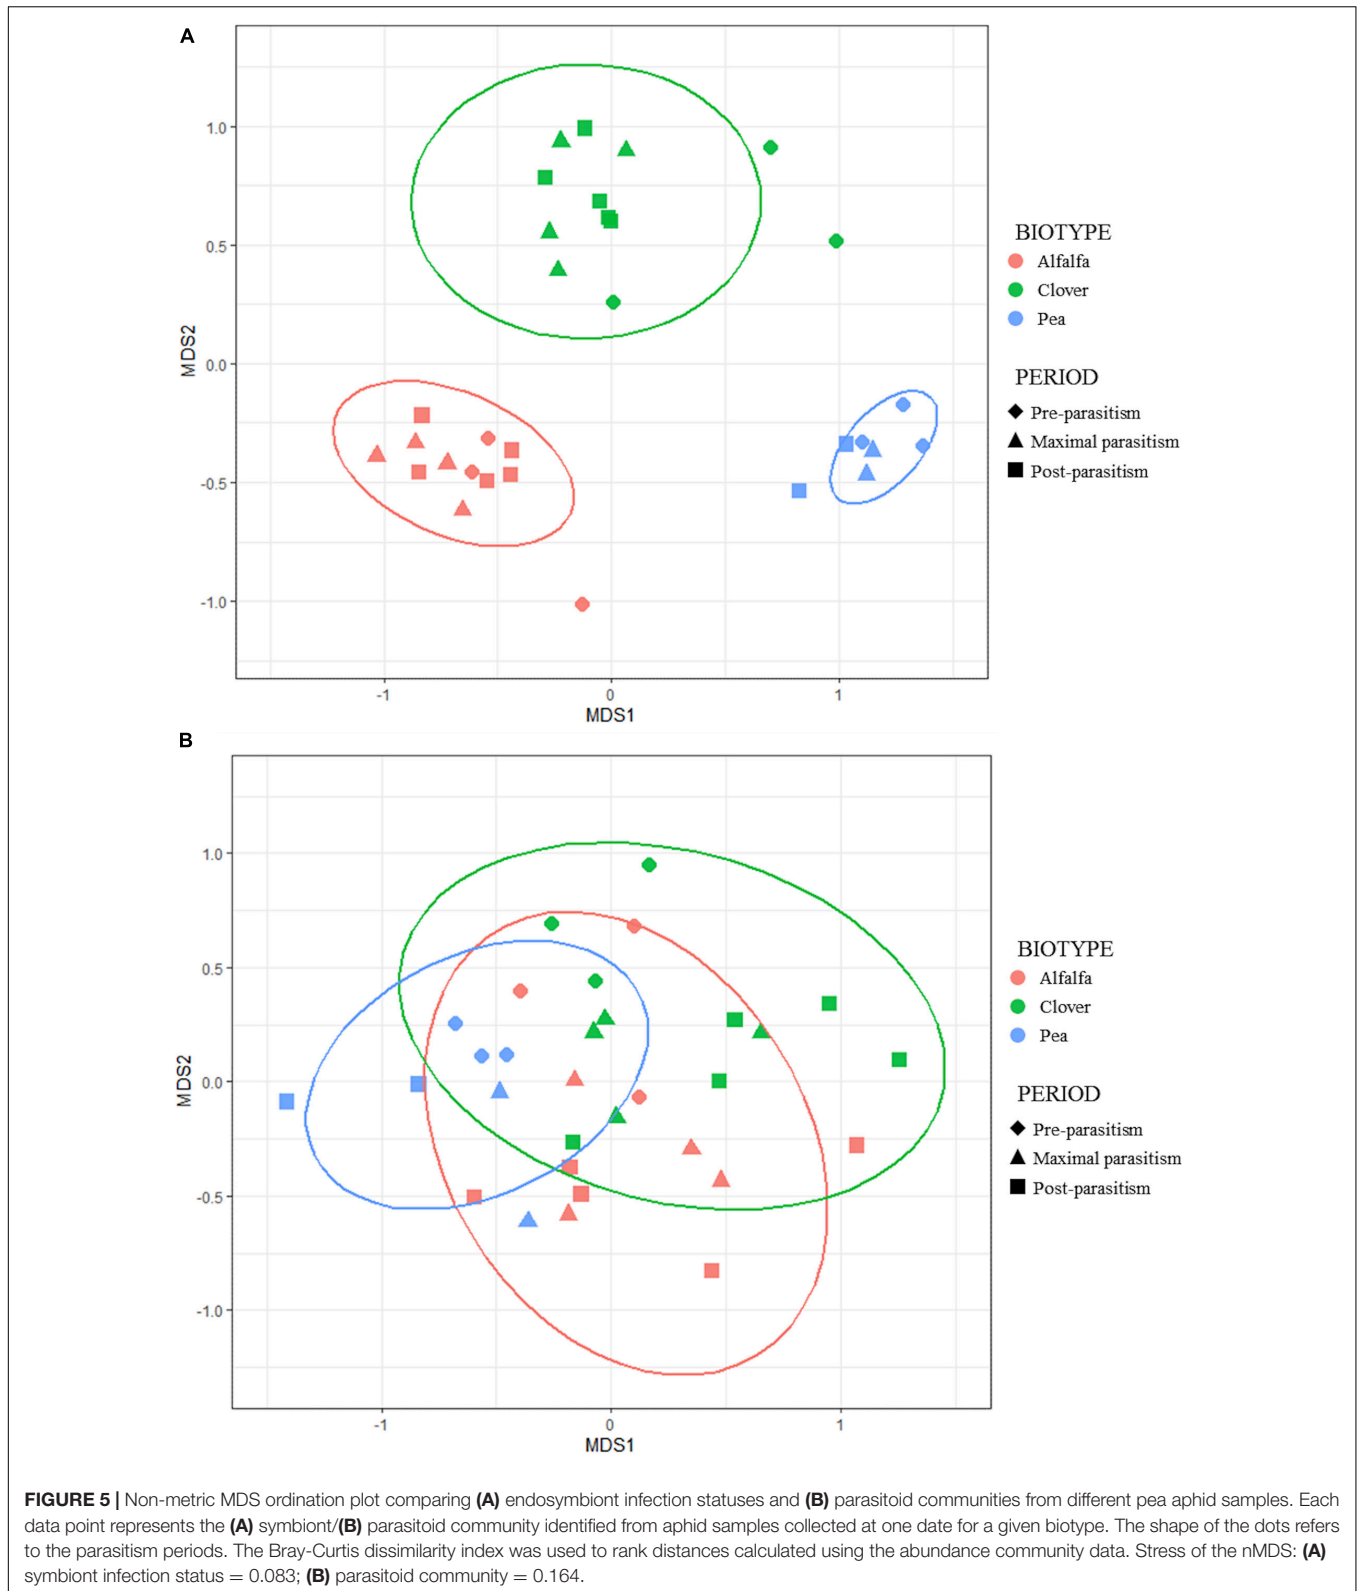 A
1.0
0.5
0.0
-0.5
-1.0
MDS2
-1
0
1
MDS1
BIOTYPE
Alfalfa
Clover
Pea
PERIOD
Pre-parasitism
Maximal parasitism
Post-parasitism
B
1.0
0.5
0.0
-0.5
-1.0
MDS2
-1
0
1
MDS1
BIOTYPE
Alfalfa
Clover
Pea
PERIOD
Pre-parasitism
Maximal parasitism
Post-parasitism
FIGURE 5 | Non-metric MDS ordination plot comparing (A) endosymbiont infection statuses and (B) parasitoid communities from different pea aphid samples. Each
data point represents the (A) symbiont/(B) parasitoid community identified from aphid samples collected at one date for a given biotype. The shape of the dots refers
to the parasitism periods. The Bray-Curtis dissimilarity index was used to rank distances calculated using the abundance community data. Stress of the nMDS: (A)
symbiont infection status = 0.083; (B) parasitoid community = 0.164.